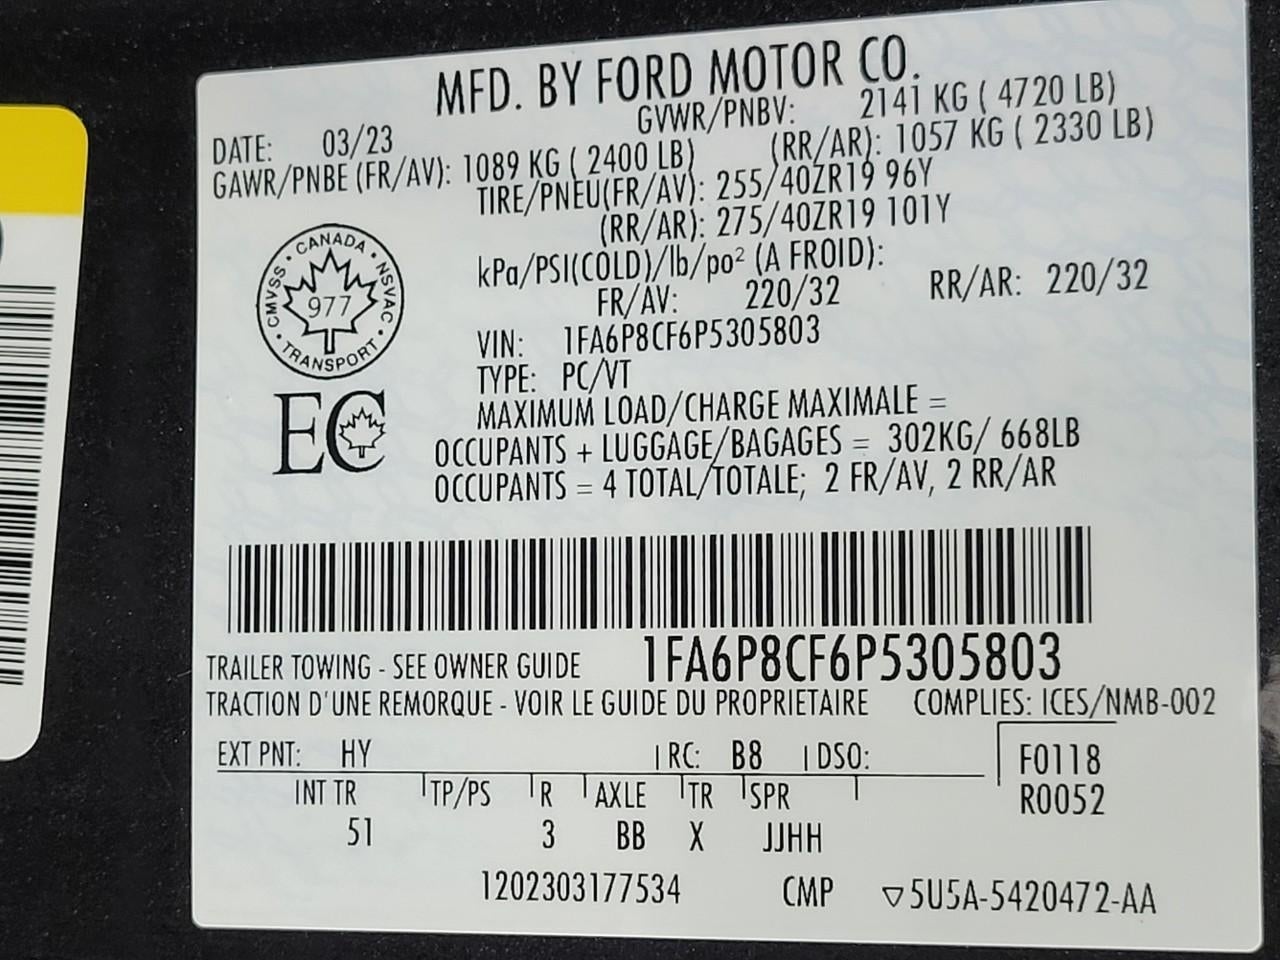 MFD. BY FORD MOTOR CO.
DATE: 03/23 GVWR/PNBV: 2141 KG ( 4720 LB)
GAWR/PNBE (FR/AV): 1089 KG ( 2400 LB) (RR/AR): 1057 KG ( 2330 LB)
TIRE/PNEU(FR/AV): 255/40ZR19 96Y
(RR/AR): 275/40ZR19 101Y
kPa/PSI(COLD)/lb/po² (A FROID):
FR/AV: 220/32 RR/AR: 220/32
CANADA
CMVSS • NSVAC
977
TRANSPORT
VIN: 1FA6P8CF6P5305803
TYPE: PC/VT
EC
MAXIMUM LOAD/CHARGE MAXIMALE =
OCCUPANTS + LUGGAGE/BAGAGES = 302KG/ 668LB
OCCUPANTS = 4 TOTAL/TOTALE; 2 FR/AV, 2 RR/AR
TRAILER TOWING - SEE OWNER GUIDE 1FA6P8CF6P5305803
TRACTION D'UNE REMORQUE - VOIR LE GUIDE DU PROPRIETAIRE COMPLIES: ICES/NMB-002
EXT PNT: HY RC: B8 DSO: F0118
INT TR TP/PS R AXLE TR SPR R0052
51 3 BB X JJHH
1202303177534 CMP ▽5U5A-5420472-AA